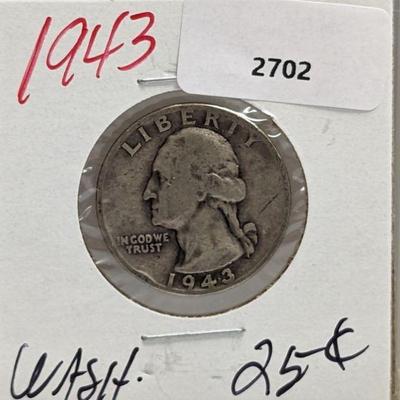 1943
2702
LIBERTY
IN GOD WE
TRUST
1943
WASH. 25¢